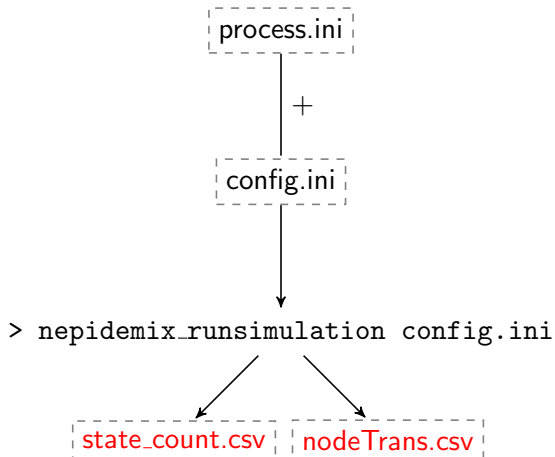 process.ini
+
config.ini
> nepidemix_runsimulation config.ini
state_count.csv nodeTrans.csv